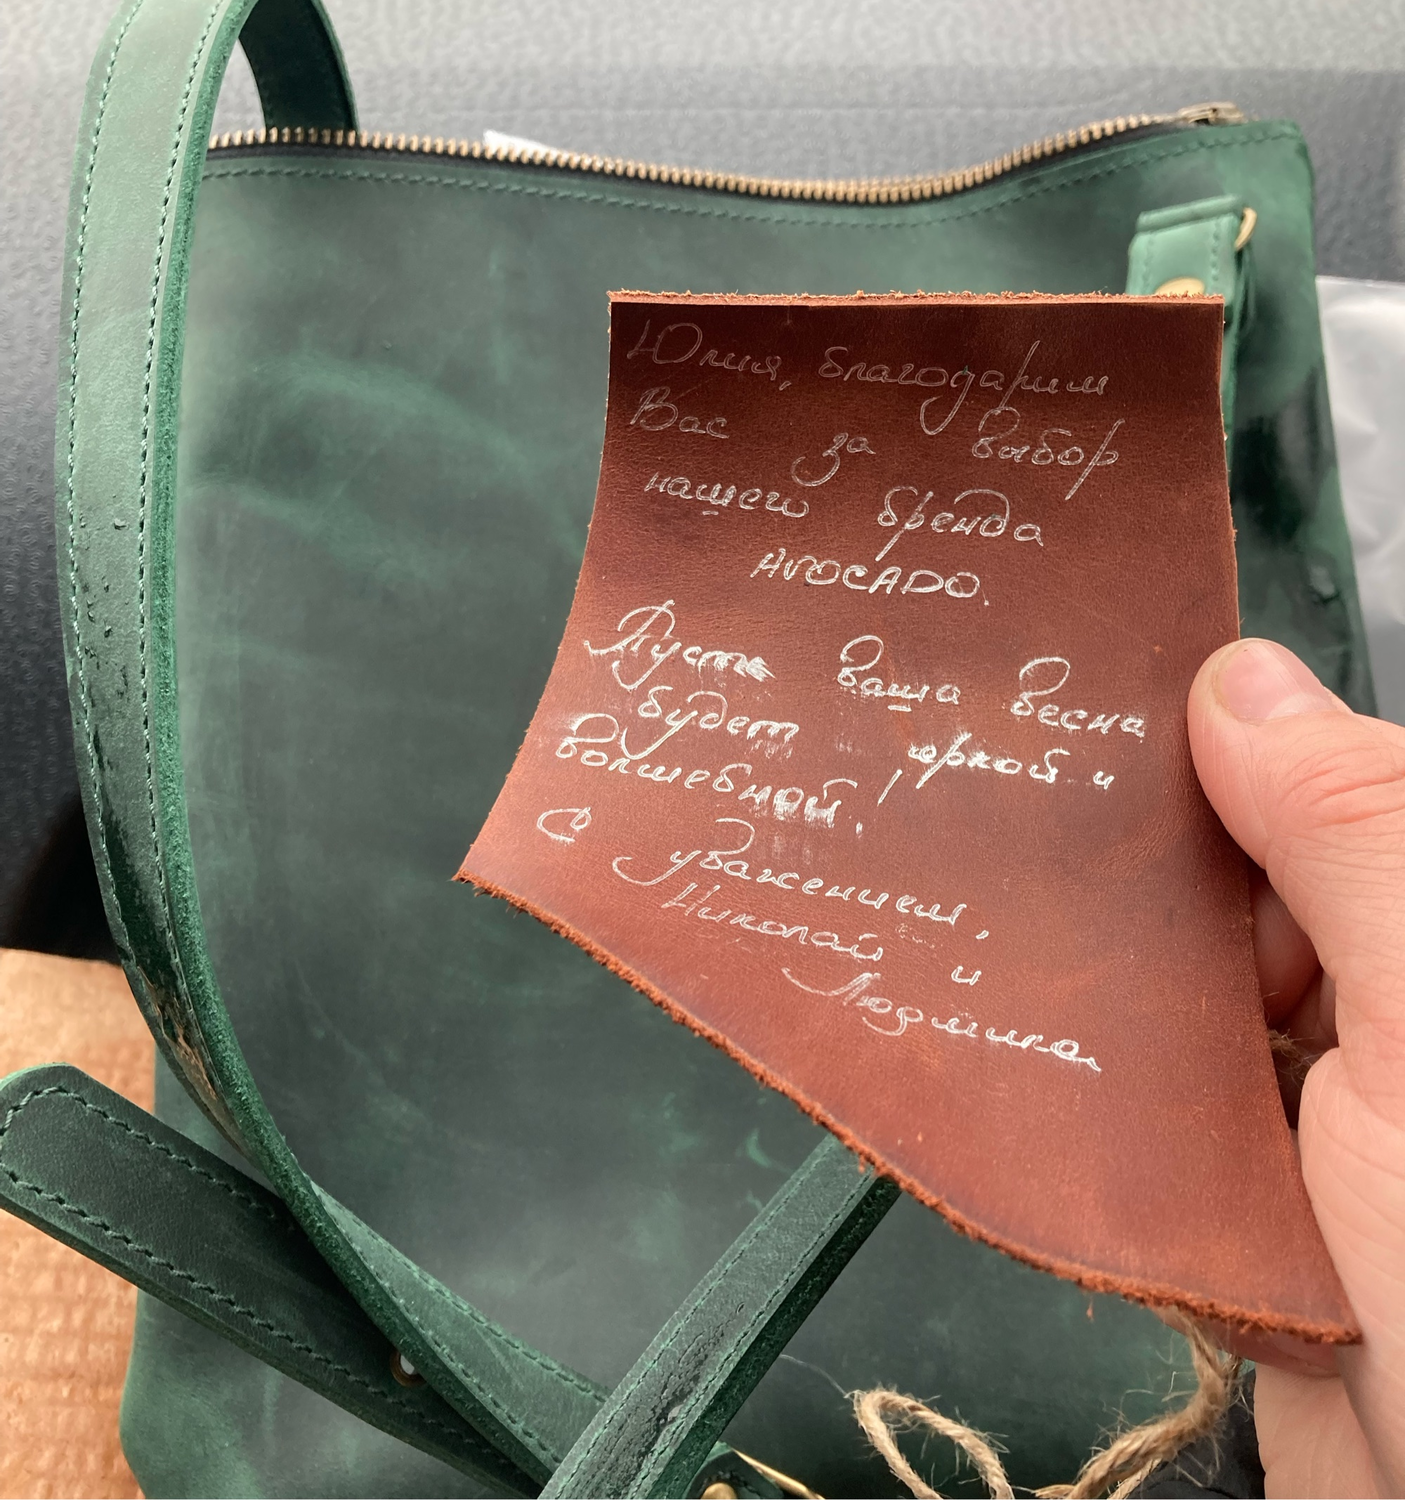 Юлия, благодарим
Вас за выбор
нашего бренда
AVOCADO.
Пусть ваша весна
будет яркой и
волшебной!
С уважением,
Николай и
Людмила